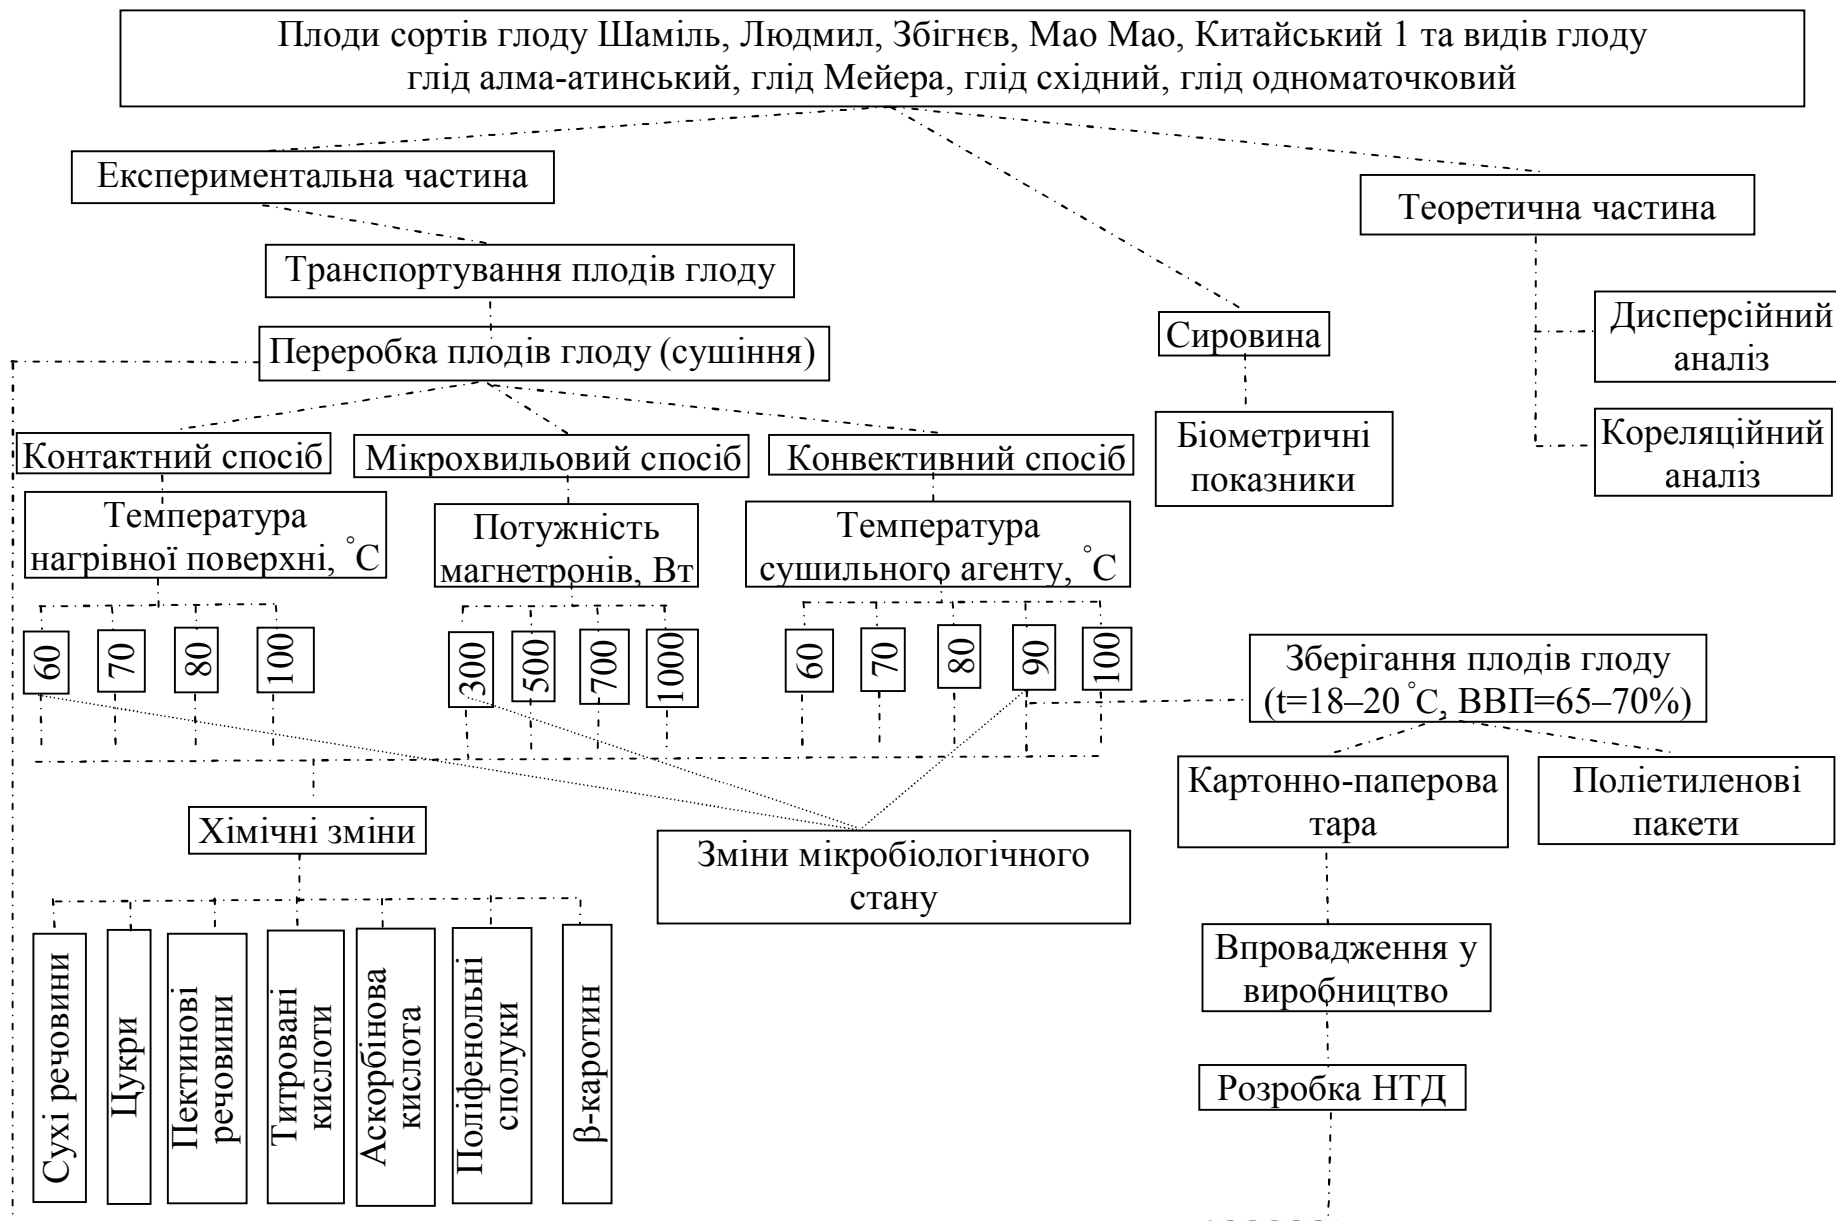 Плоди сортів глоду Шаміль, Людмил, Збігнєв, Мао Мао, Китайський 1 та видів глоду
глід алма-атинський, глід Мейера, глід східний, глід одноматочковий
Експериментальна частина
Теоретична частина
Транспортування плодів глоду
Сировина
Дисперсійний
аналіз
Переробка плодів глоду (сушіння)
Біометричні
показники
Кореляційний
аналіз
Контактний спосіб
Мікрохвильовий спосіб
Конвективний спосіб
Температура
нагрівної поверхні, °С
Потужність
магнетронів, Вт
Температура
сушильного агенту, °С
60
70
80
100
300
500
700
1000
60
70
80
90
100
Зберігання плодів глоду
(t=18–20 °С, ВВП=65–70%)
Картонно-паперова
тара
Поліетиленові
пакети
Хімічні зміни
Зміни мікробіологічного
стану
Сухі речовини
Цукри
Пектинові
речовини
Титровані
кислоти
Аскорбінова
кислота
Поліфенольні
сполуки
β-каротин
Впровадження у
виробництво
Розробка НТД